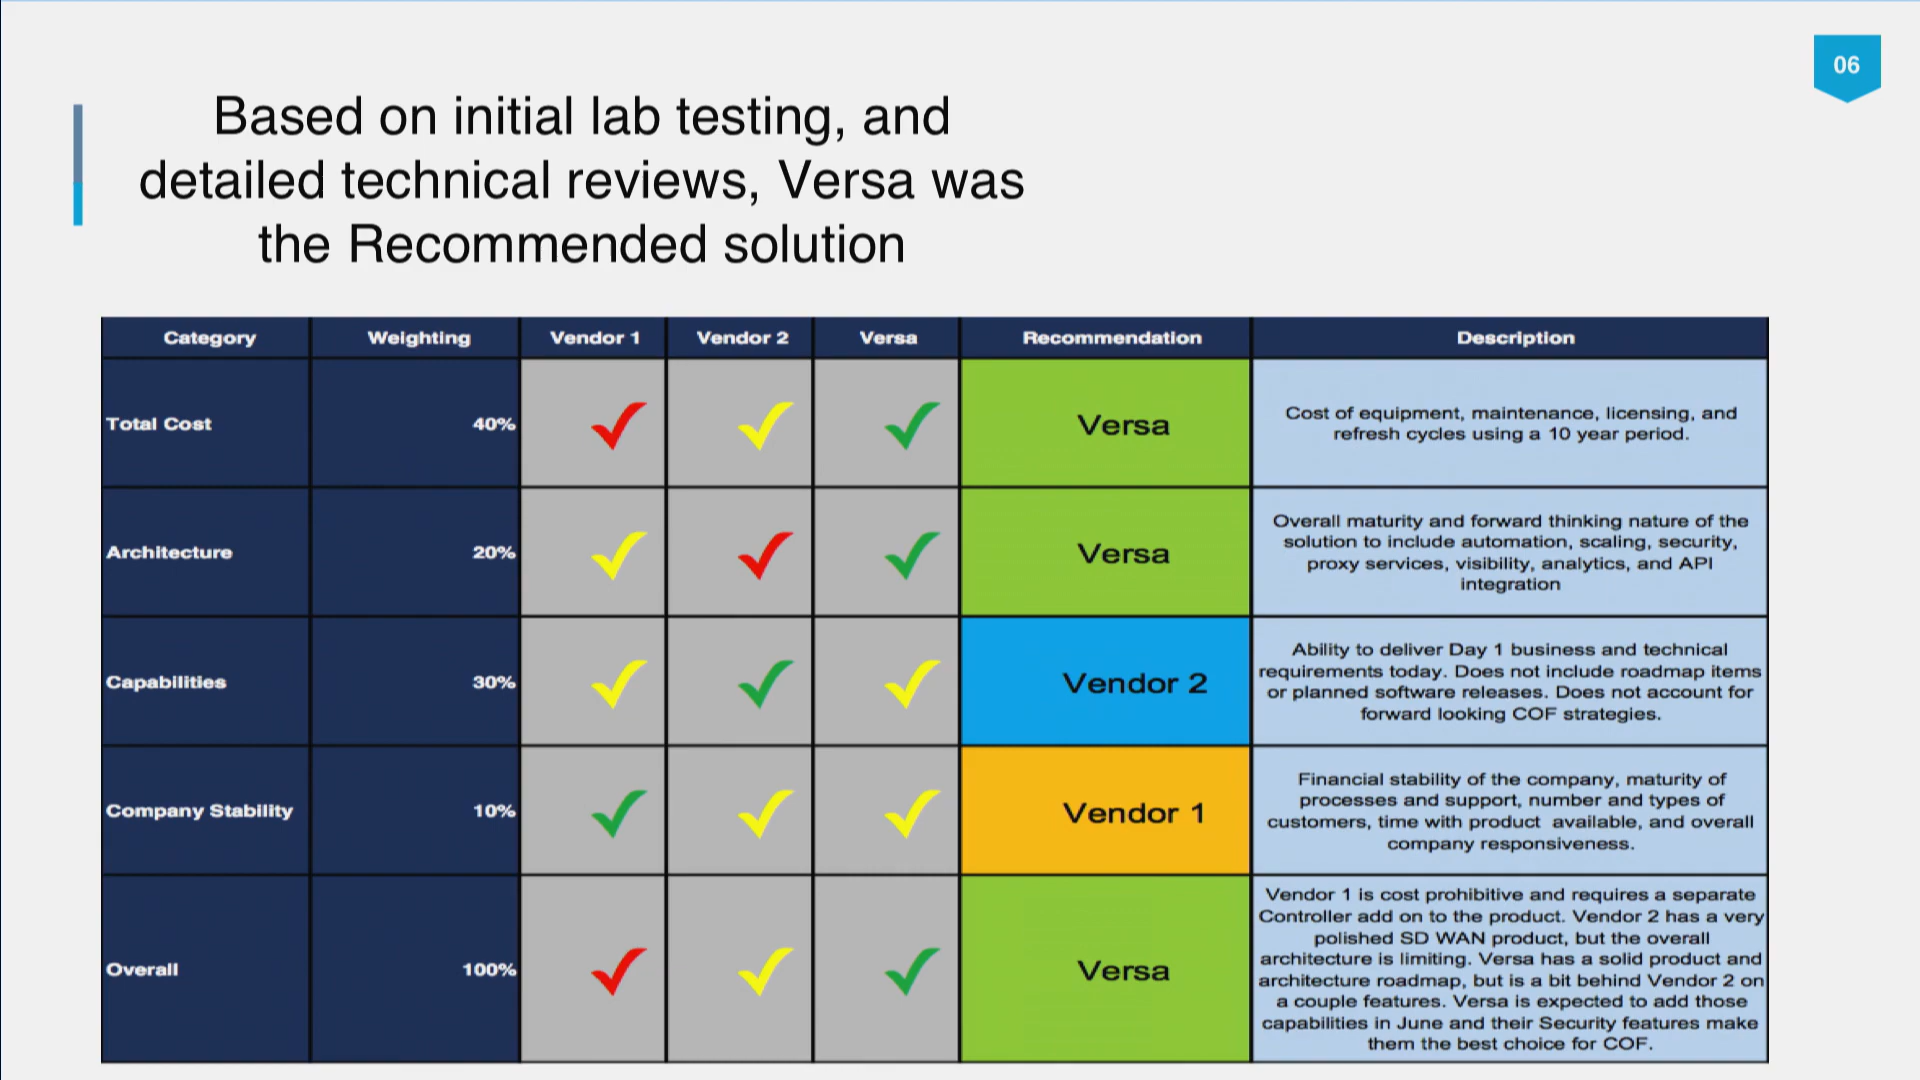 06
Based on initial lab testing, and
detailed technical reviews, Versa was
the Recommended solution
Category Weighting Vendor 1 Vendor 2 Versa Recommendation Description
Total Cost 40% Versa
Cost of equipment, maintenance, licensing, and
refresh cycles using a 10 year period.
Architecture 20% Versa
Overall maturity and forward thinking nature of the
solution to include automation, scaling, security,
proxy services, visibility, analytics, and API
integration
Capabilities 30% Vendor 2
Ability to deliver Day 1 business and technical
requirements today. Does not include roadmap items
or planned software releases. Does not account for
forward looking COF strategies.
Company Stability 10% Vendor 1
Financial stability of the company, maturity of
processes and support, number and types of
customers, time with product available, and overall
company responsiveness.
Overall 100% Versa
Vendor 1 is cost prohibitive and requires a separate
Controller add on to the product. Vendor 2 has a very
polished SD WAN product, but the overall
architecture is limiting. Versa has a solid product and
architecture roadmap, but is a bit behind Vendor 2 on
a couple features. Versa is expected to add those
capabilities in June and their Security features make
them the best choice for COF.